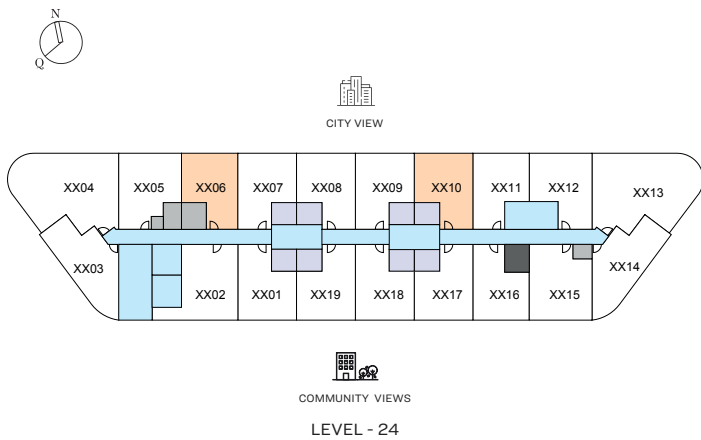 N
Q
CITY VIEW
XX04 XX05 XX06 XX07 XX08 XX09 XX10 XX11 XX12 XX13
XX03 XX14
XX02 XX01 XX19 XX18 XX17 XX16 XX15
COMMUNITY VIEWS
LEVEL - 24